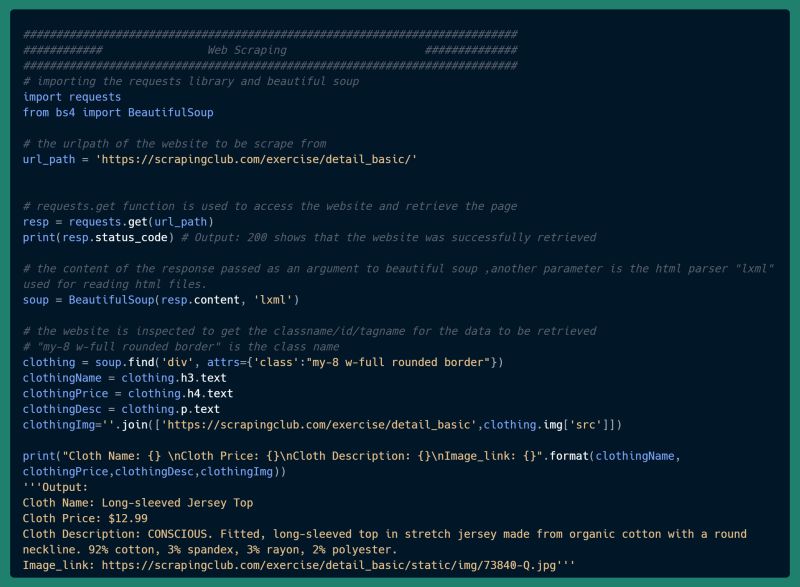 ###########################################################################
############                Web Scraping                     ##############
###########################################################################
# importing the requests library and beautiful soup
import requests
from bs4 import BeautifulSoup
# the urlpath of the website to be scrape from
url_path = 'https://scrapingclub.com/exercise/detail_basic/'
# requests.get function is used to access the website and retrieve the page
resp = requests.get(url_path)
print(resp.status_code) # Output: 200 shows that the website was successfully retrieved
# the content of the response passed as an argument to beautiful soup ,another parameter is the html parser "lxml"
used for reading html files.
soup = BeautifulSoup(resp.content, 'lxml')
# the website is inspected to get the classname/id/tagname for the data to be retrieved
# "my-8 w-full rounded border" is the class name
clothing = soup.find('div', attrs={'class':"my-8 w-full rounded border"})
clothingName = clothing.h3.text
clothingPrice = clothing.h4.text
clothingDesc = clothing.p.text
clothingImg=''.join(['https://scrapingclub.com/exercise/detail_basic',clothing.img['src']])
print("Cloth Name: {} \nCloth Price: {}\nCloth Description: {}\nImage_link: {}".format(clothingName,
clothingPrice,clothingDesc,clothingImg))
'''Output:
Cloth Name: Long-sleeved Jersey Top
Cloth Price: $12.99
Cloth Description: CONSCIOUS. Fitted, long-sleeved top in stretch jersey made from organic cotton with a round
neckline. 92% cotton, 3% spandex, 3% rayon, 2% polyester.
Image_link: https://scrapingclub.com/exercise/detail_basic/static/img/73840-Q.jpg'''